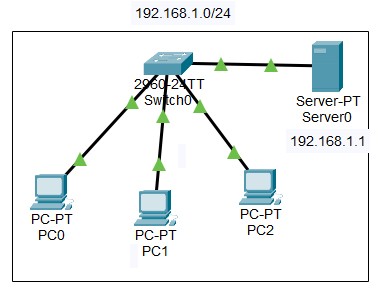 192.168.1.0/24
2960-24TT
Switch0
Server-PT
Server0
192.168.1.1
PC-PT
PC0
PC-PT
PC1
PC-PT
PC2